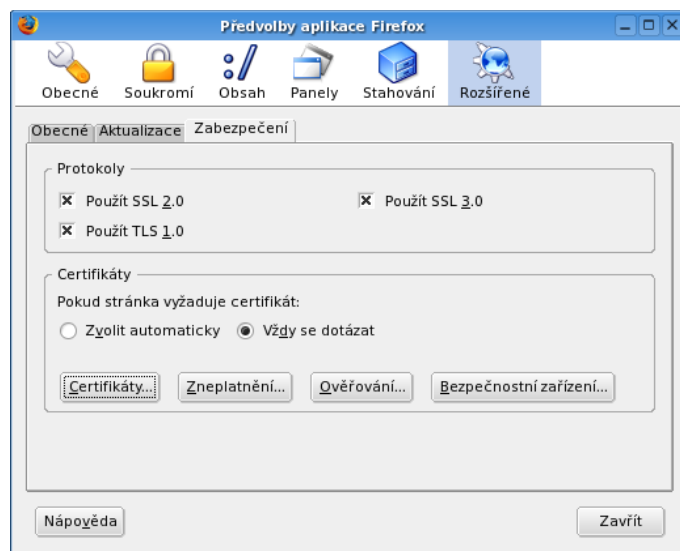 Předvolby aplikace Firefox
Obecné Soukromí Obsah Panely Stahování Rozšířené
Obecné Aktualizace Zabezpečení
Protokoly
Použít SSL 2.0 Použít SSL 3.0
Použít TLS 1.0
Certifikáty
Pokud stránka vyžaduje certifikát:
Zvolit automaticky Vždy se dotázat
Certifikáty... Zneplatnění... Ověřování... Bezpečnostní zařízení...
Nápověda Zavřít